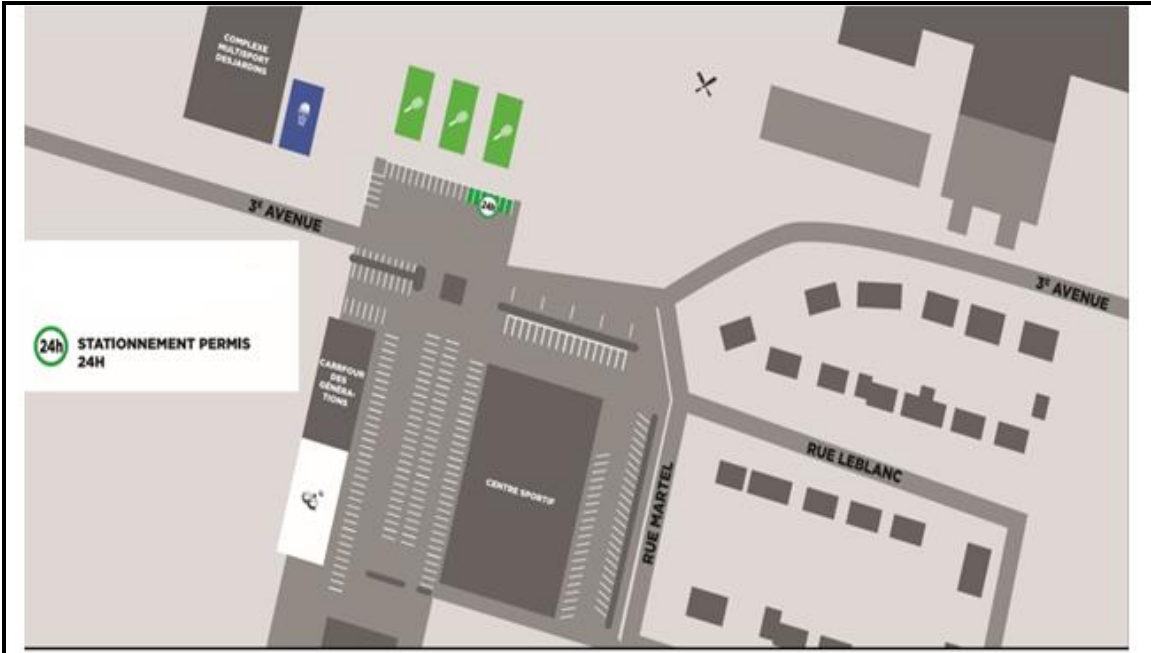 COMPLEXE
MULTISPORT
DESJARDINS
24h
3E AVENUE
3E AVENUE
24h STATIONNEMENT PERMIS
24H
CARREFOUR
DES
GÉNÉRA-
TIONS
CENTRE SPORTIF
RUE LEBLANC
RUE MARTEL